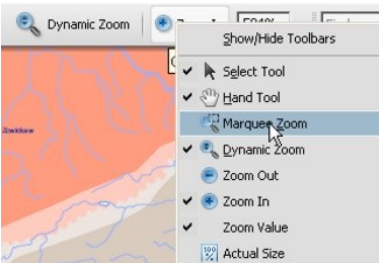 Dynamic Zoom
Show/Hide Toolbars
Select Tool
Hand Tool
Marquee Zoom
Dynamic Zoom
Zoom Out
Zoom In
Zoom Value
Actual Size